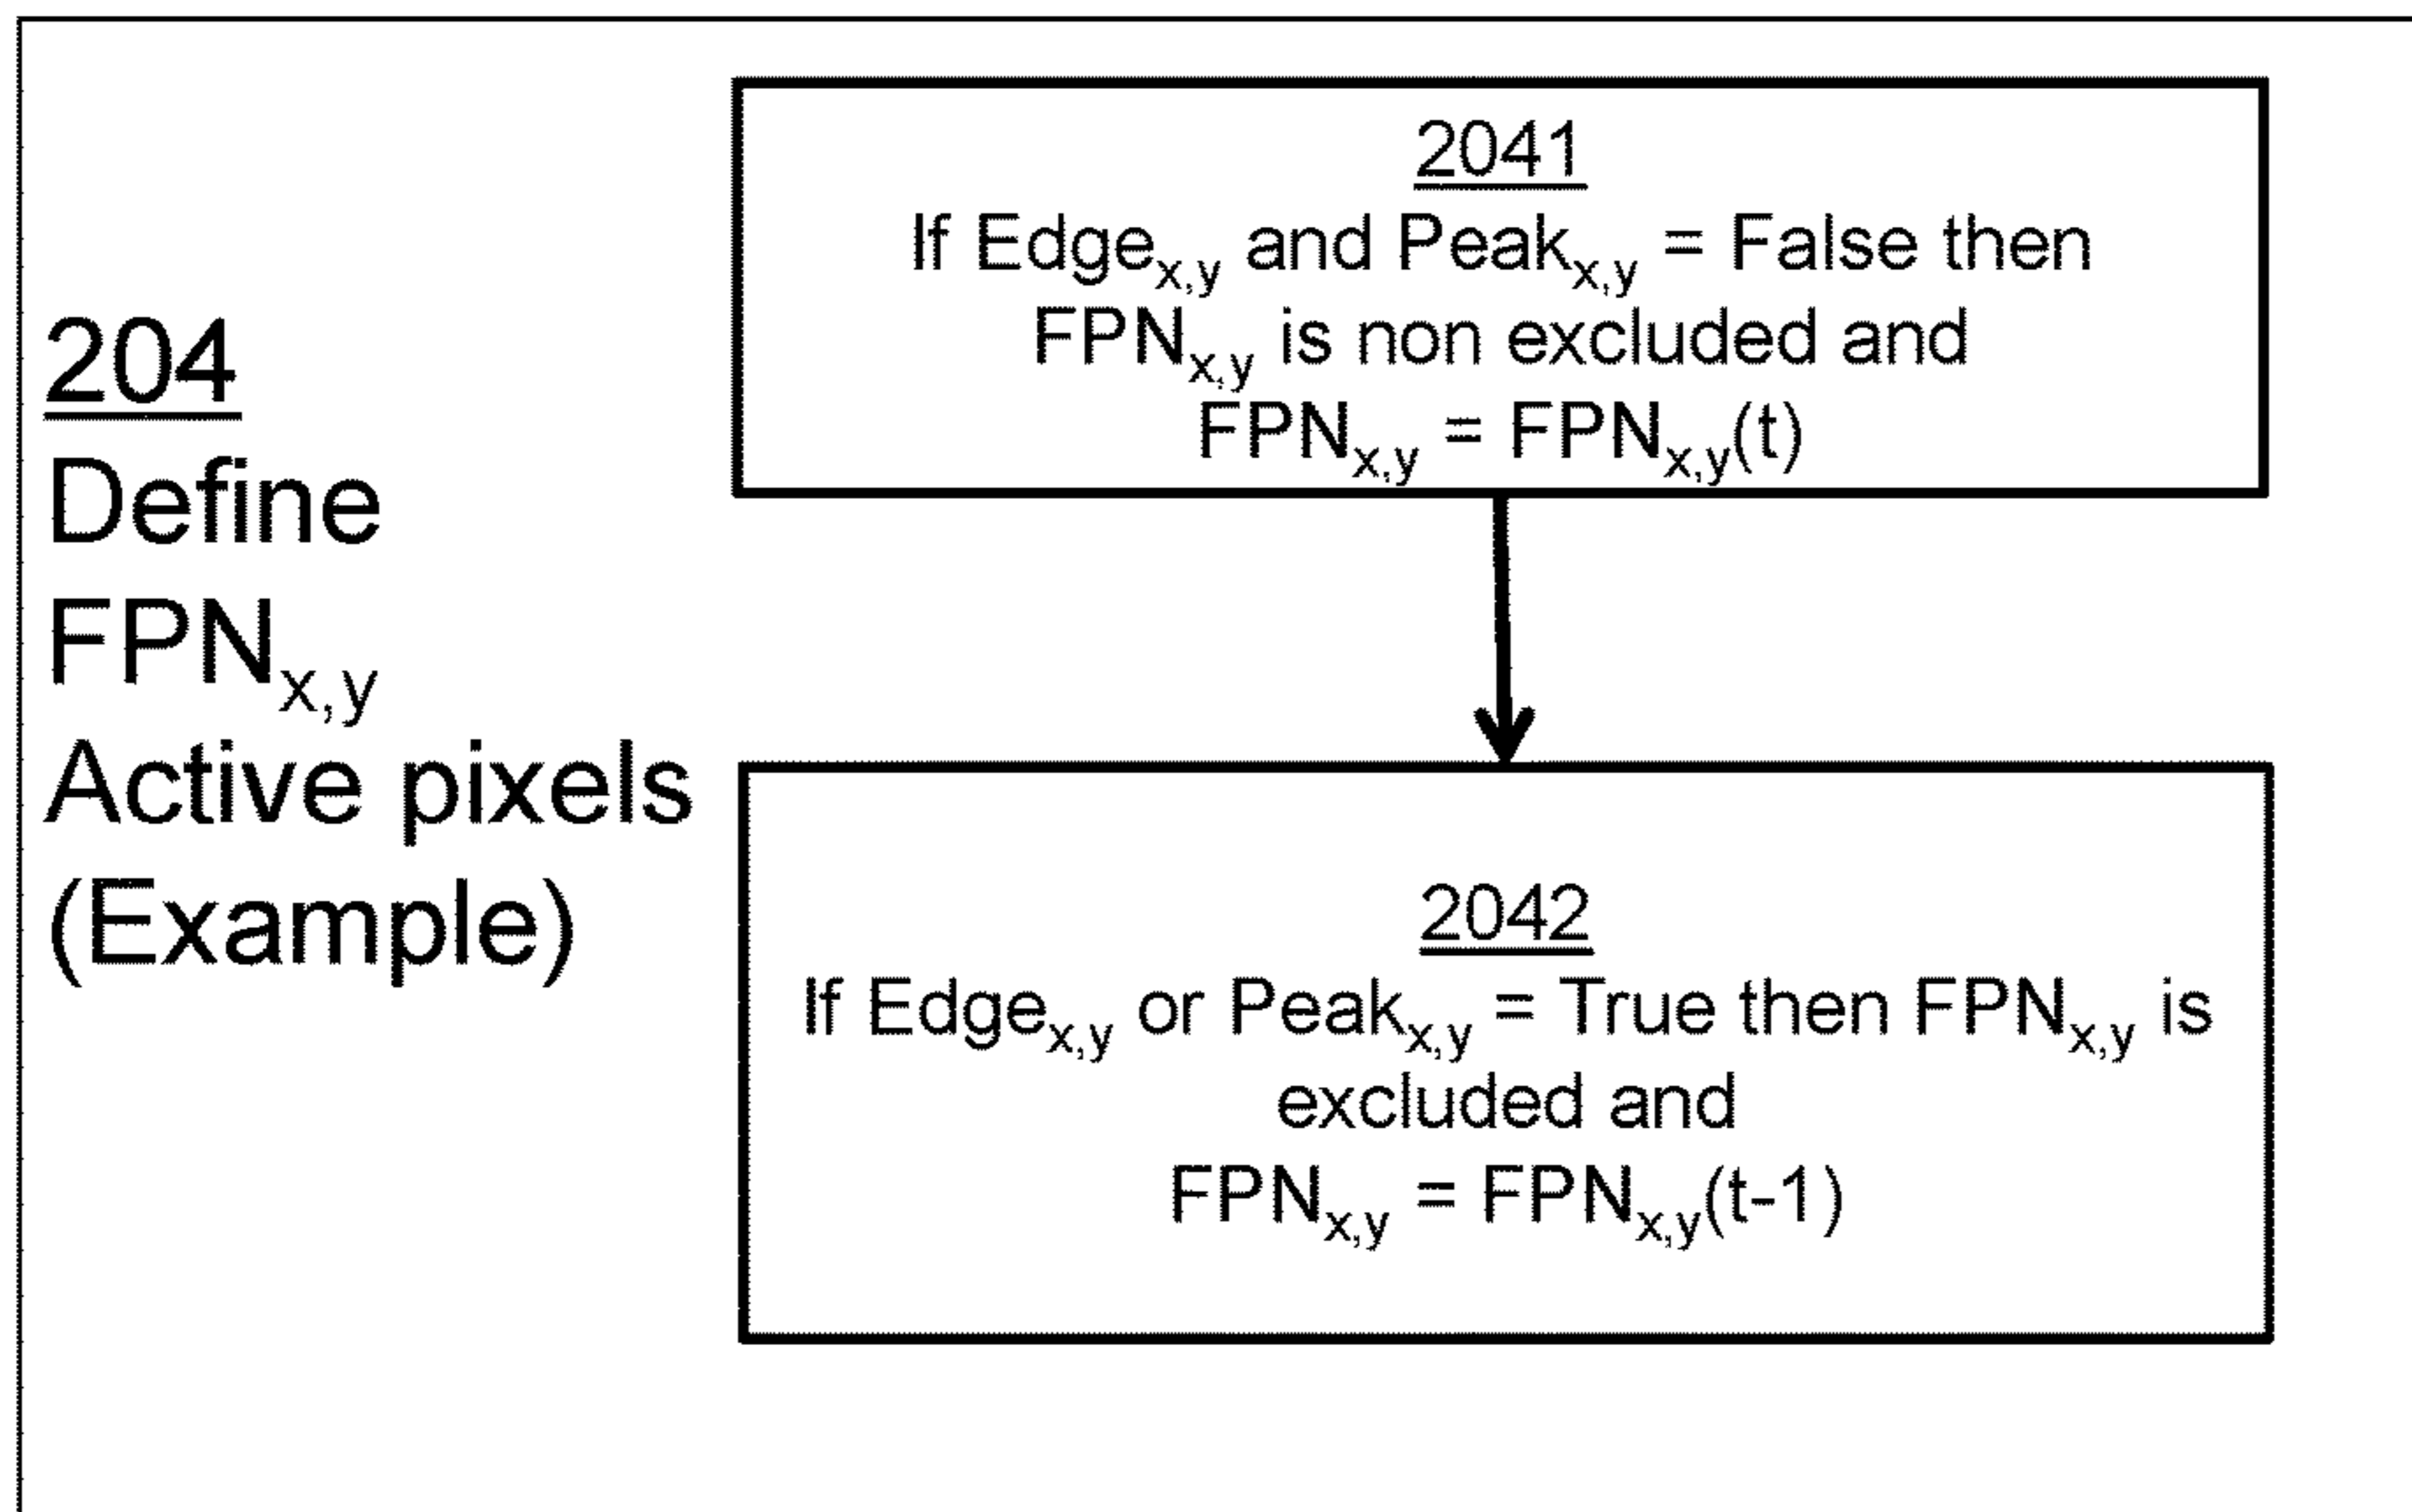 204
Define
FPNx,y
Active pixels
(Example)
2041
If Edgex,y and Peakx,y = False then
FPNx,y is non excluded and
FPNx,y = FPNx,y(t)
2042
If Edgex,y or Peakx,y = True then FPNx,y is
excluded and
FPNx,y = FPNx,y(t-1)